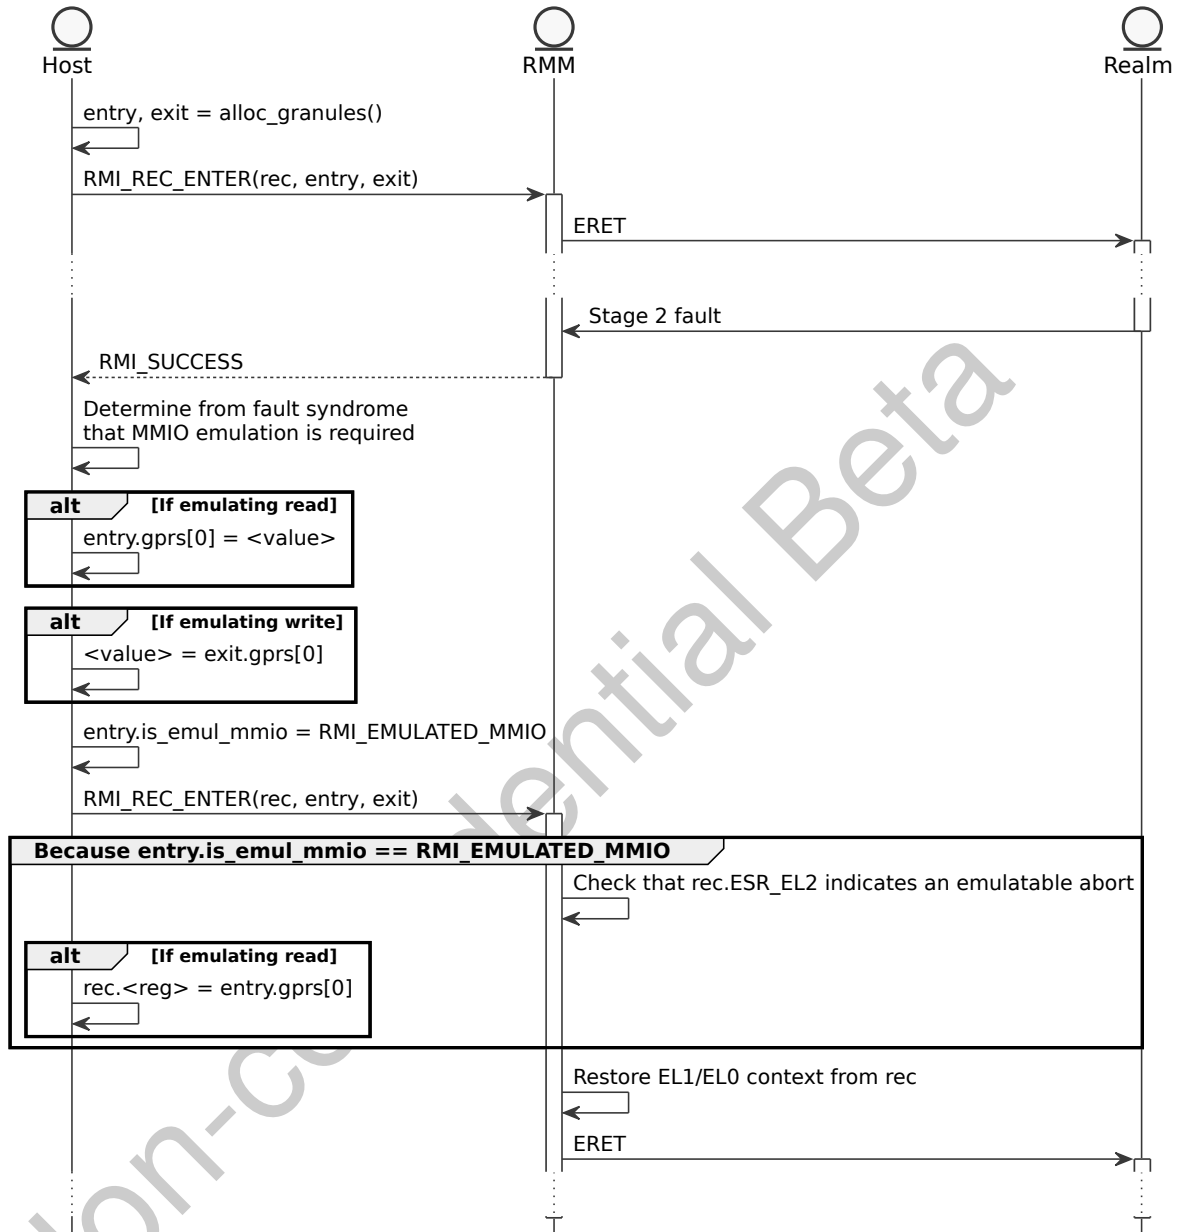 Host
RMM
Realm
entry, exit = alloc_granules()
RMI_REC_ENTER(rec, entry, exit)
ERET
Stage 2 fault
RMI_SUCCESS
Determine from fault syndrome
that MMIO emulation is required
alt [If emulating read]
entry.gprs[0] = <value>
alt [If emulating write]
<value> = exit.gprs[0]
entry.is_emul_mmio = RMI_EMULATED_MMIO
RMI_REC_ENTER(rec, entry, exit)
Because entry.is_emul_mmio == RMI_EMULATED_MMIO
Check that rec.ESR_EL2 indicates an emulatable abort
alt [If emulating read]
rec.<reg> = entry.gprs[0]
Restore EL1/EL0 context from rec
ERET